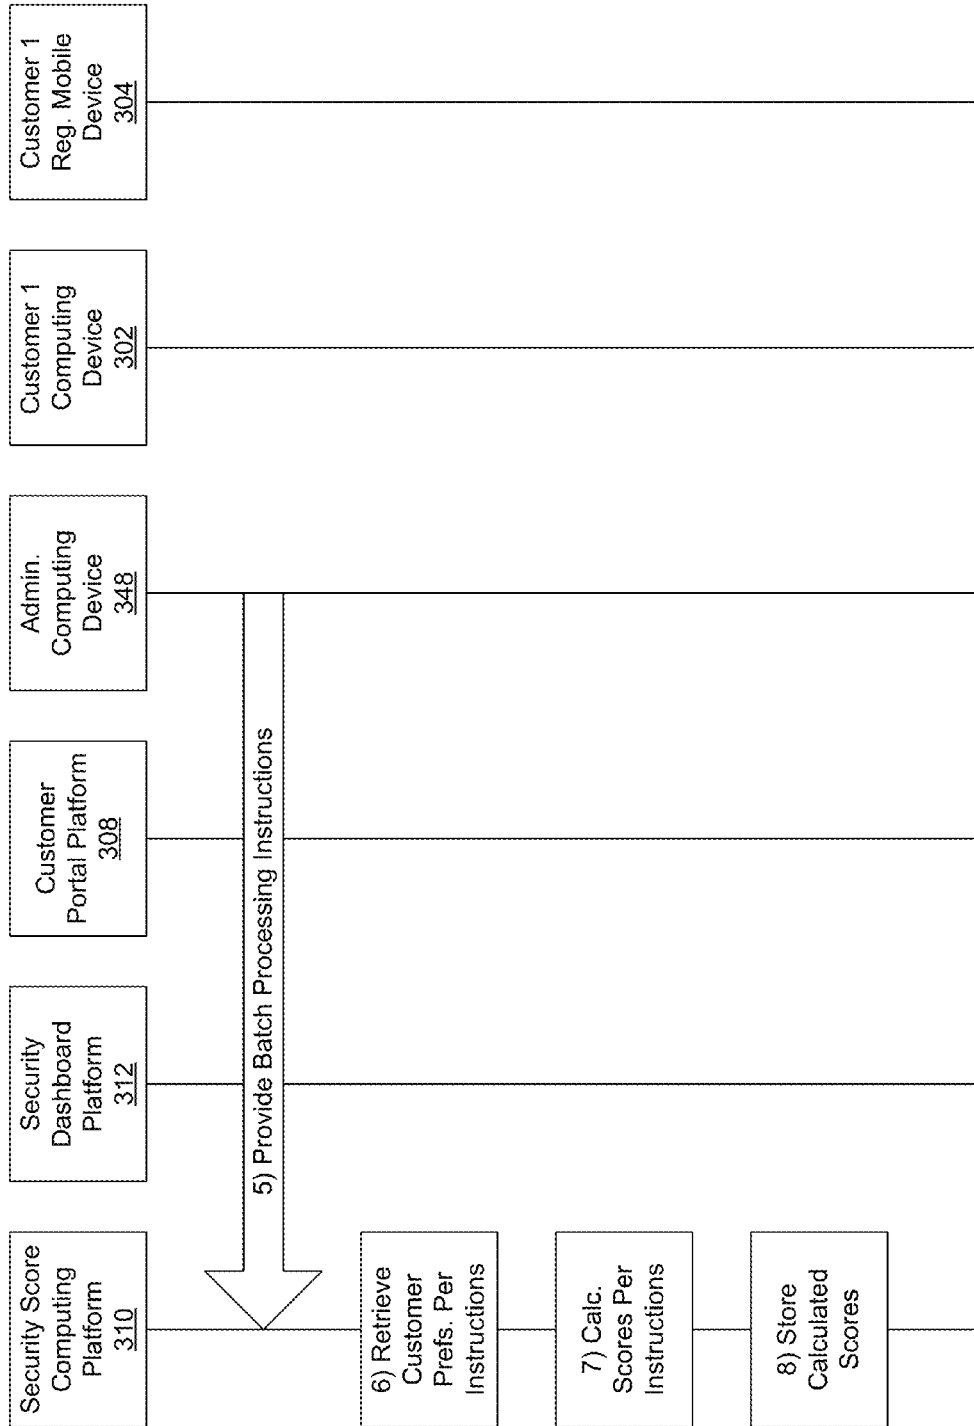 Security Score
Computing
Platform
310
Security
Dashboard
Platform
312
Customer
Portal Platform
308
Admin.
Computing
Device
348
Customer 1
Computing
Device
302
Customer 1
Reg. Mobile
Device
304
5) Provide Batch Processing Instructions
6) Retrieve
Customer
Prefs. Per
Instructions
7) Calc.
Scores Per
Instructions
8) Store
Calculated
Scores